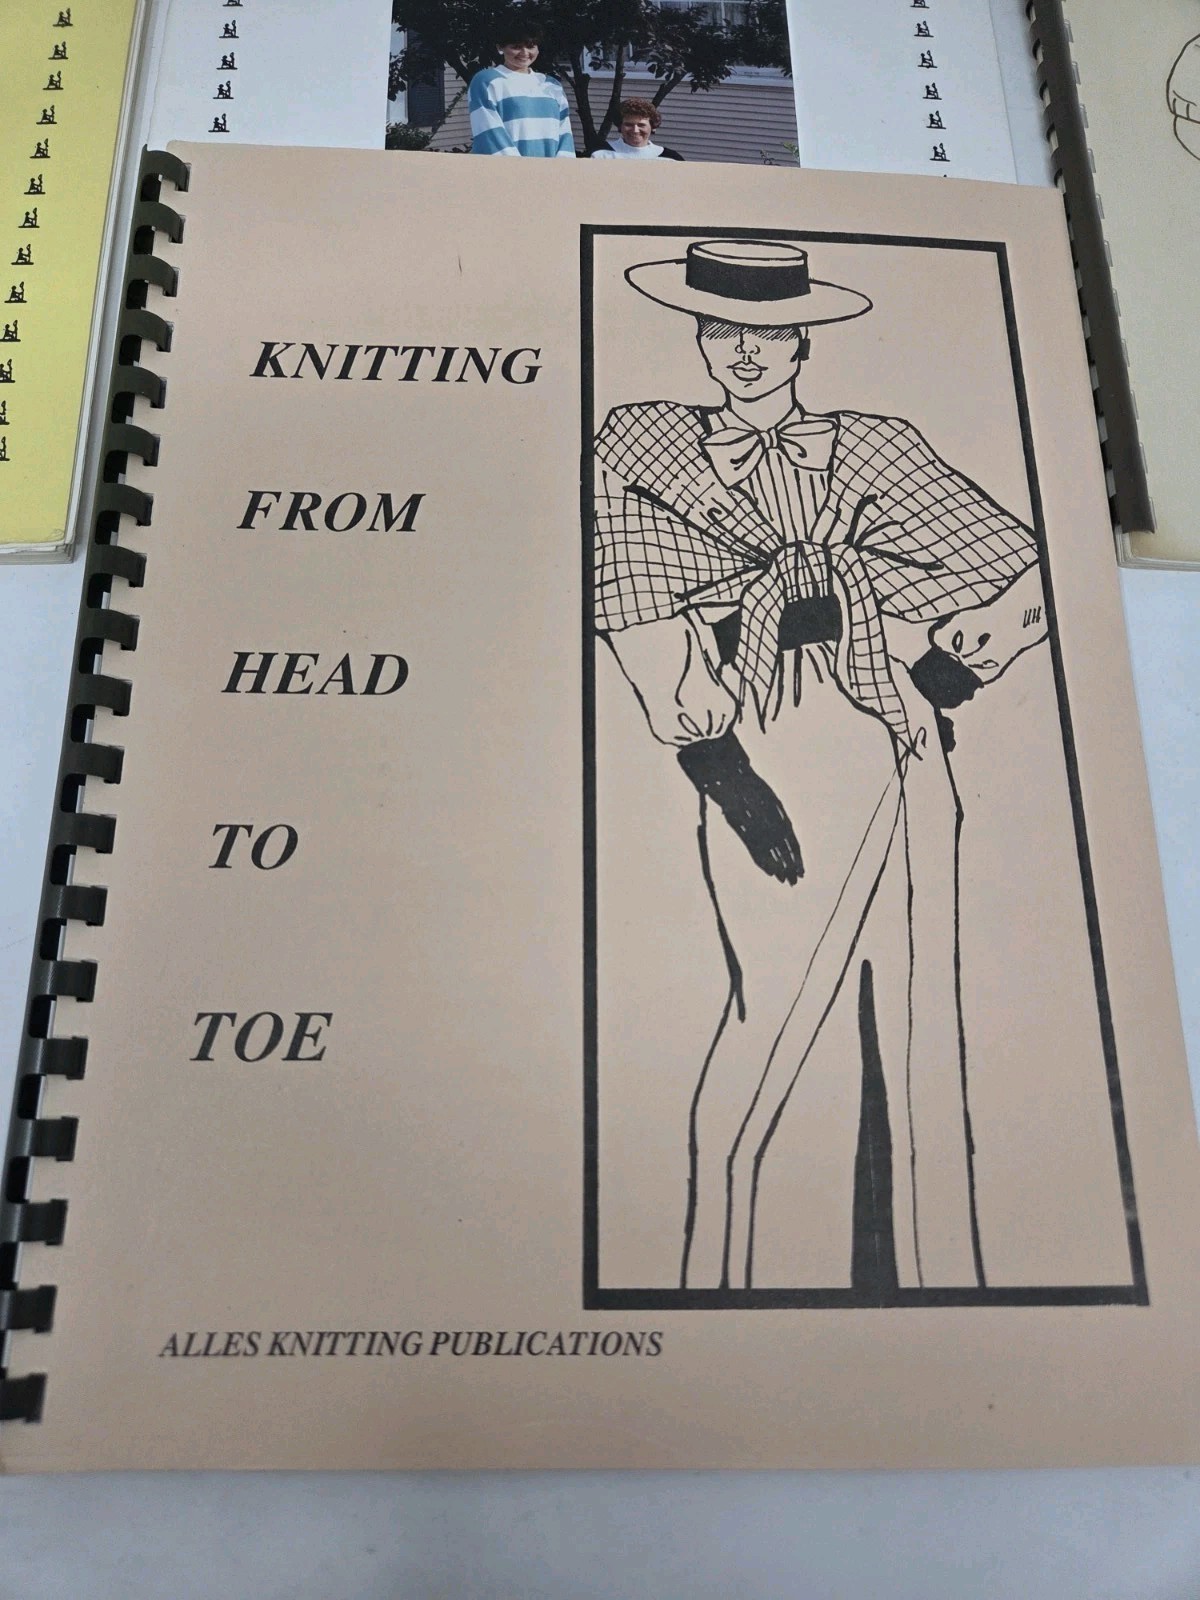 KNITTING
FROM
HEAD
TO
TOE
ALLES KNITTING PUBLICATIONS